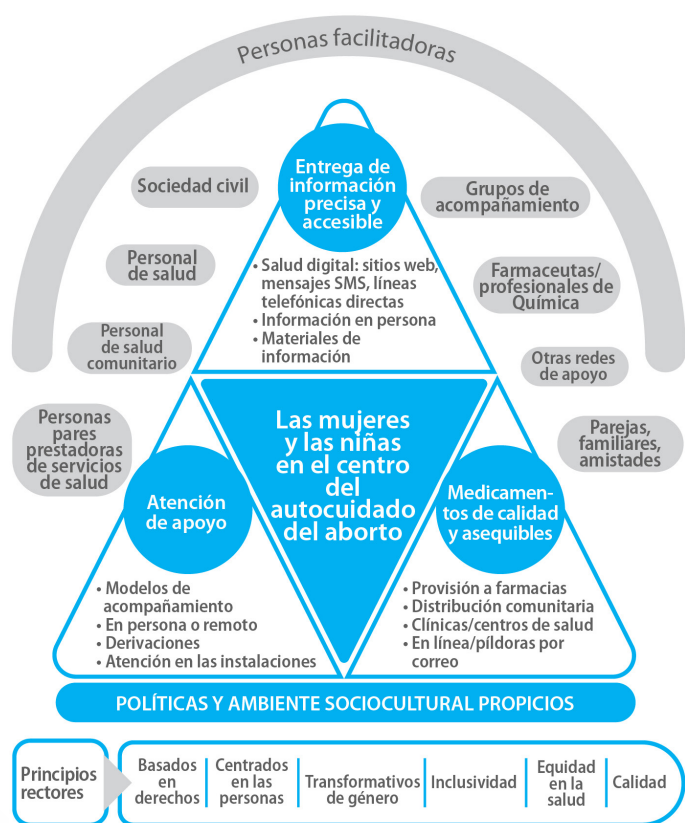 Personas facilitadoras
Entrega de
información
precisa y
accesible
Sociedad civil
Grupos de
acompañamiento
Personal
de salud
Farmaceutas/
profesionales de
Química
Personal
de salud
comunitario
Otras redes
de apoyo
Personas
pares
prestadoras
de servicios
de salud
Parejas,
familiares,
amistades
• Salud digital: sitios web,
mensajes SMS, líneas
telefónicas directas
• Información en persona
• Materiales de
información
Las mujeres
y las niñas
en el centro
del
autocuidado
del aborto
Atención
de apoyo
• Modelos de
acompañamiento
• En persona o remoto
• Derivaciones
• Atención en las instalaciones
Medicamen-
tos de calidad
y asequibles
• Provisión a farmacias
• Distribución comunitaria
• Clínicas/centros de salud
• En línea/píldoras por
correo
POLÍTICAS Y AMBIENTE SOCIOCULTURAL PROPICIOS
Principios
rectores
Basados
en
derechos
Centrados
en las
personas
Transformativos
de género
Inclusividad
Equidad
en la
salud
Calidad